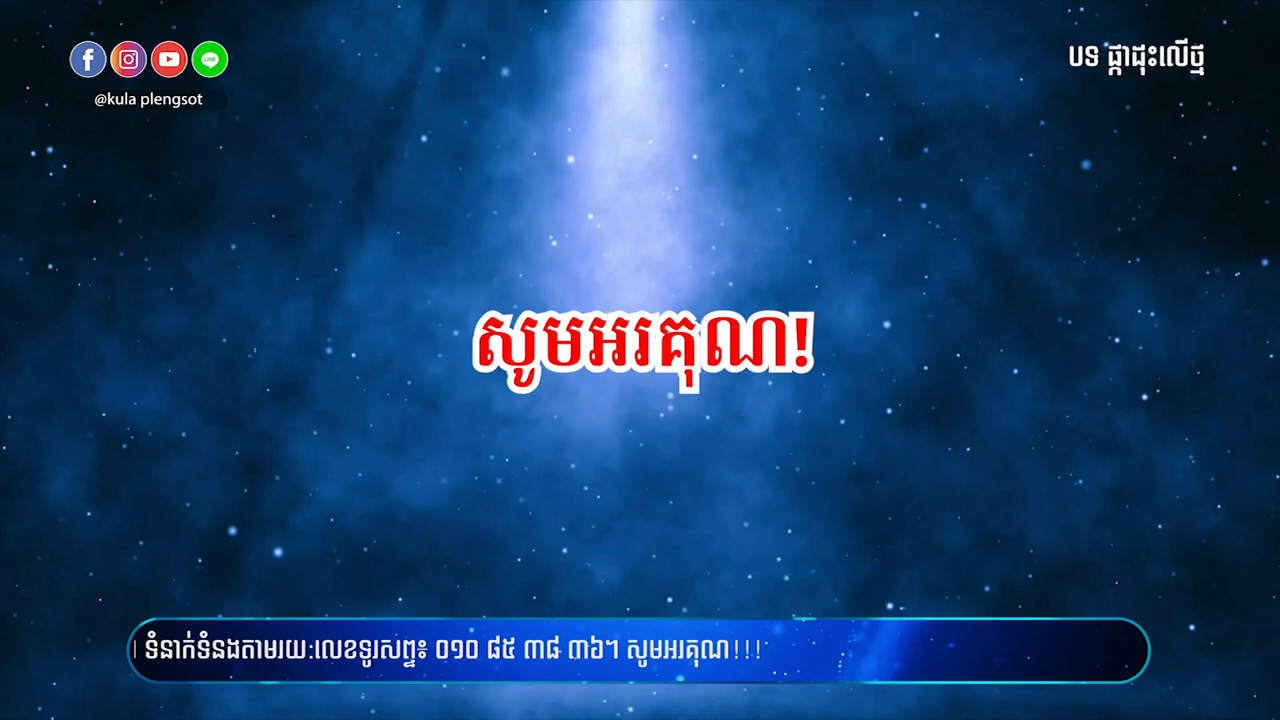 @kula plengsot
បទ ផ្កាដុះលើថ្ម
សូមអរគុណ!
ទំនាក់ទំនងតាមរយៈលេខទូរសព្ទ៖ ០១០ ៨៥ ៣៨ ៣៦។ សូមអរគុណ!!!